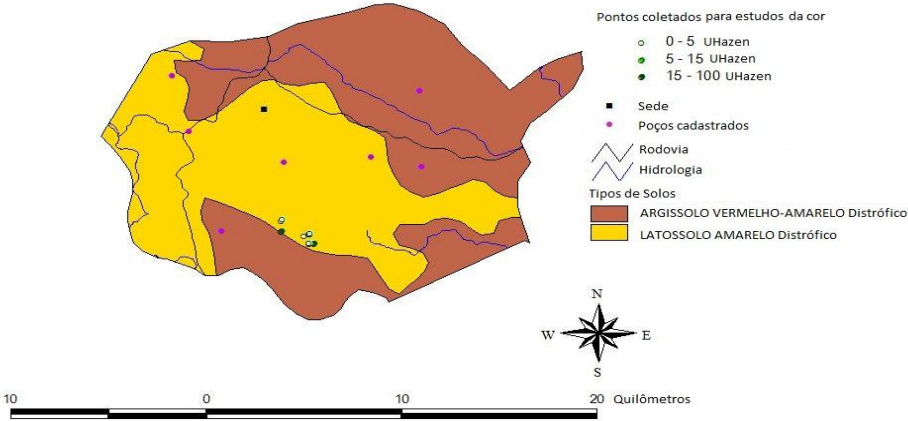 Pontos coletados para estudos da cor
0 - 5 UHazen
5 - 15 UHazen
15 - 100 UHazen
Sede
Poços cadastrados
Rodovia
Hidrologia
Tipos de Solos
ARGISSOLO VERMELHO-AMARELO Distrófico
LATOSSOLO AMARELO Distrófico
N
W E
S
10 0 10 20 Quilômetros